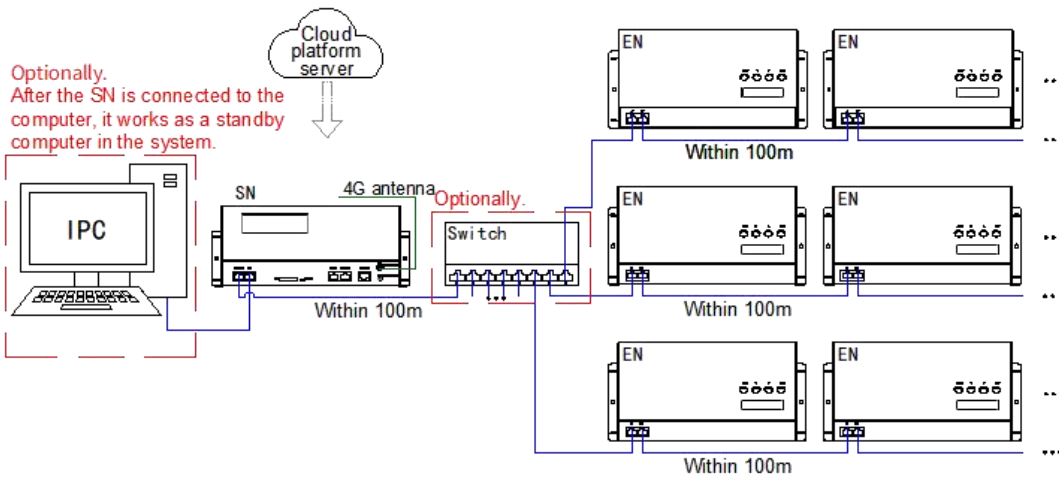 Cloud
platform
server
Optionally.
After the SN is connected to the
computer, it works as a standby
computer in the system.
IPC
SN
4G antenna
Optionally.
Switch
Within 100m
EN
EN
Within 100m
EN
EN
Within 100m
EN
EN
Within 100m